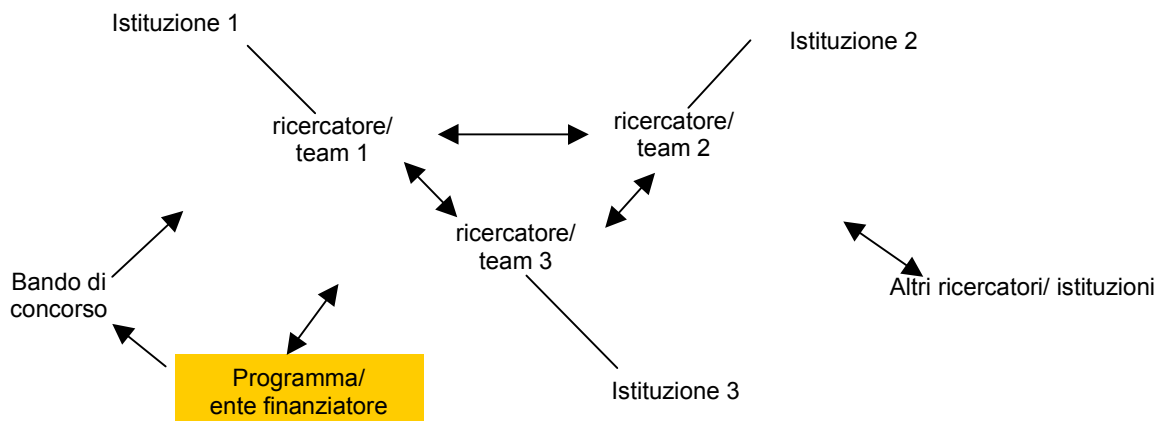 Istituzione 1
Istituzione 2
ricercatore/
team 1
ricercatore/
team 2
ricercatore/
team 3
Bando di
concorso
Altri ricercatori/ istituzioni
Programma/
ente finanziatore
Istituzione 3